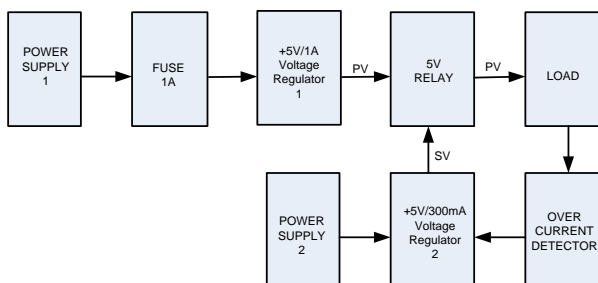 POWER
SUPPLY
1
FUSE
1A
+5V/1A
Voltage
Regulator
1
PV
5V
RELAY
PV
LOAD
SV
POWER
SUPPLY
2
+5V/300mA
Voltage
Regulator
2
OVER
CURRENT
DETECTOR